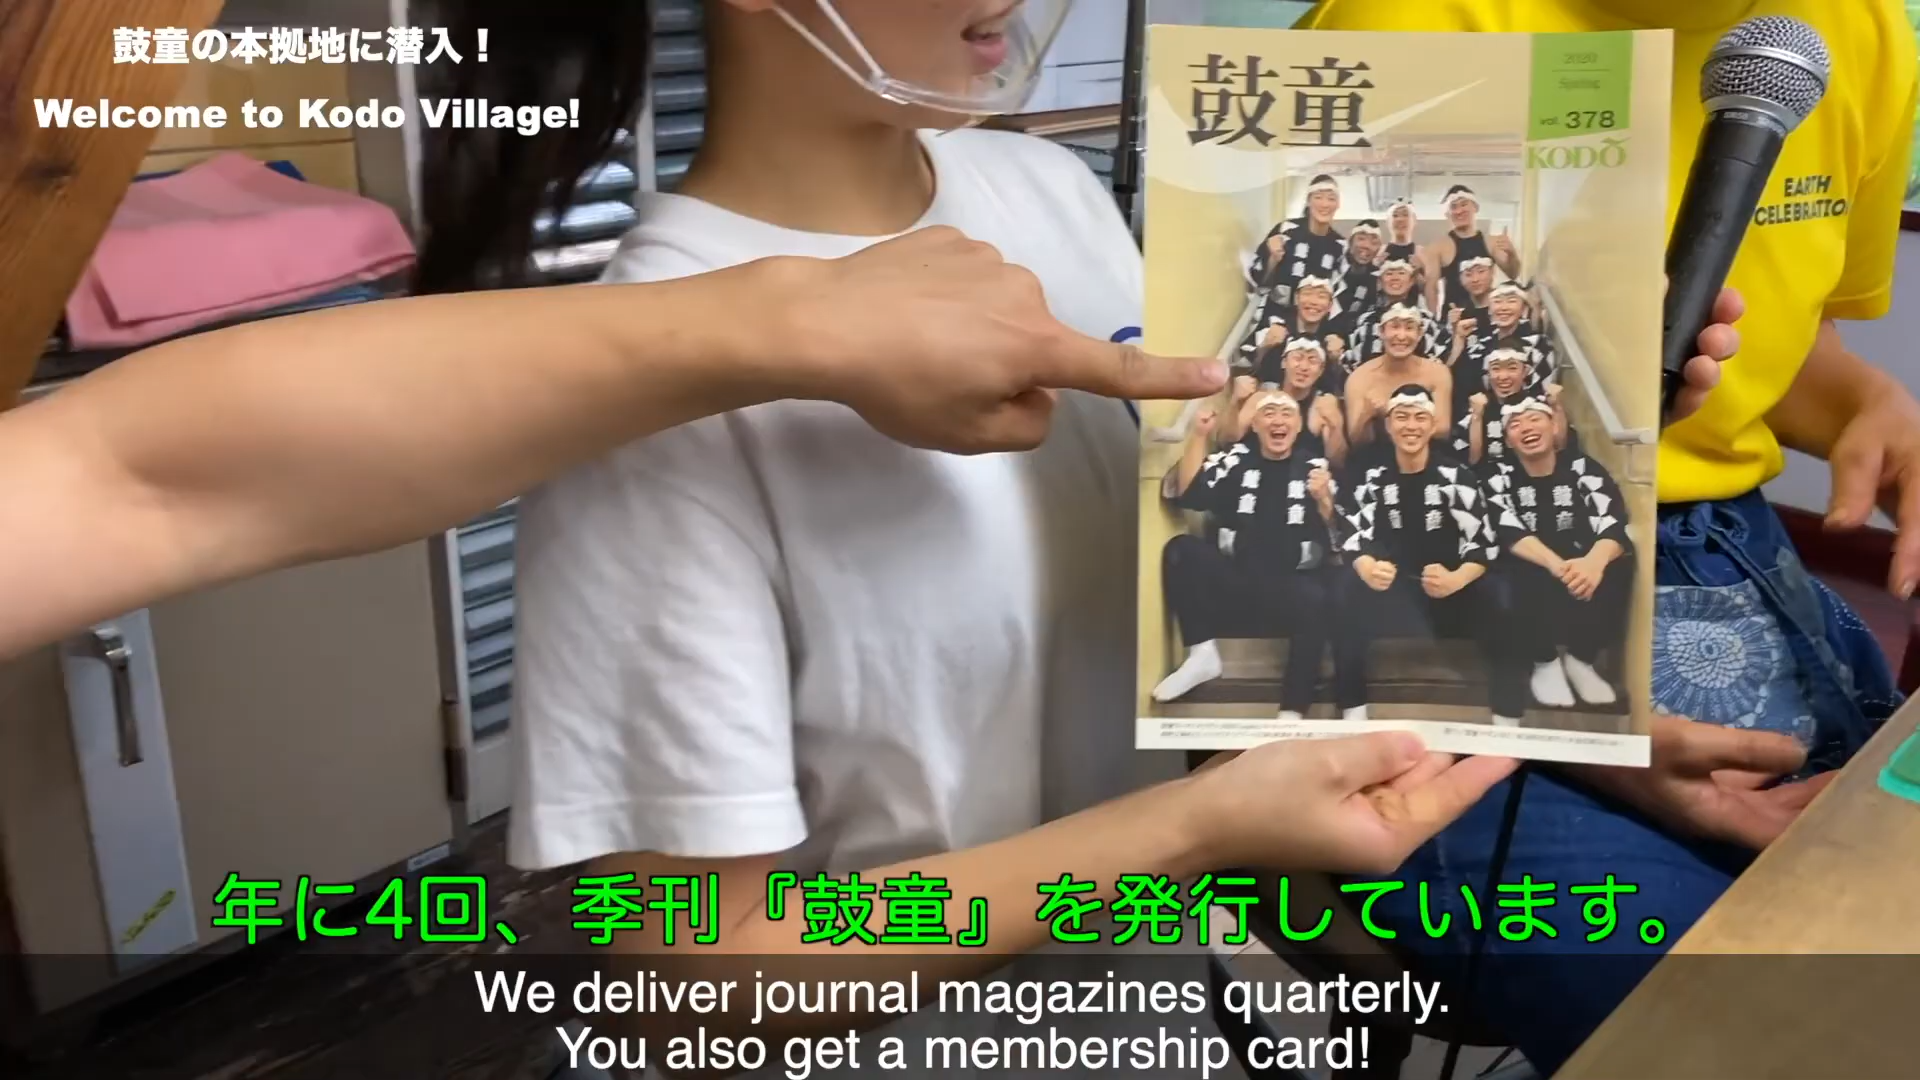 鼓童の本拠地に潜入！
Welcome to Kodo Village!
鼓童
2020
Spring
vol. 378
KODŌ
EARTH
CELEBRATIO
年に4回、季刊『鼓童』を発行しています。
We deliver journal magazines quarterly.
You also get a membership card!